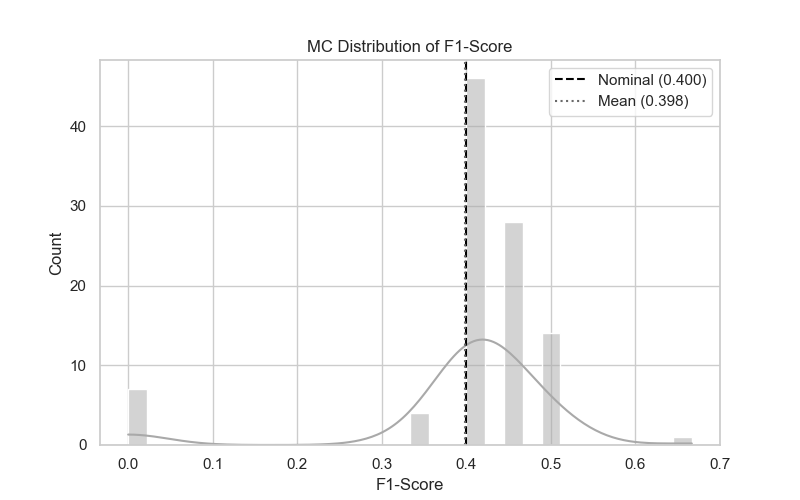 MC Distribution of F1-Score
Nominal (0.400)
Mean (0.398)
Count
40
30
20
10
0
0.0 0.1 0.2 0.3 0.4 0.5 0.6 0.7
F1-Score